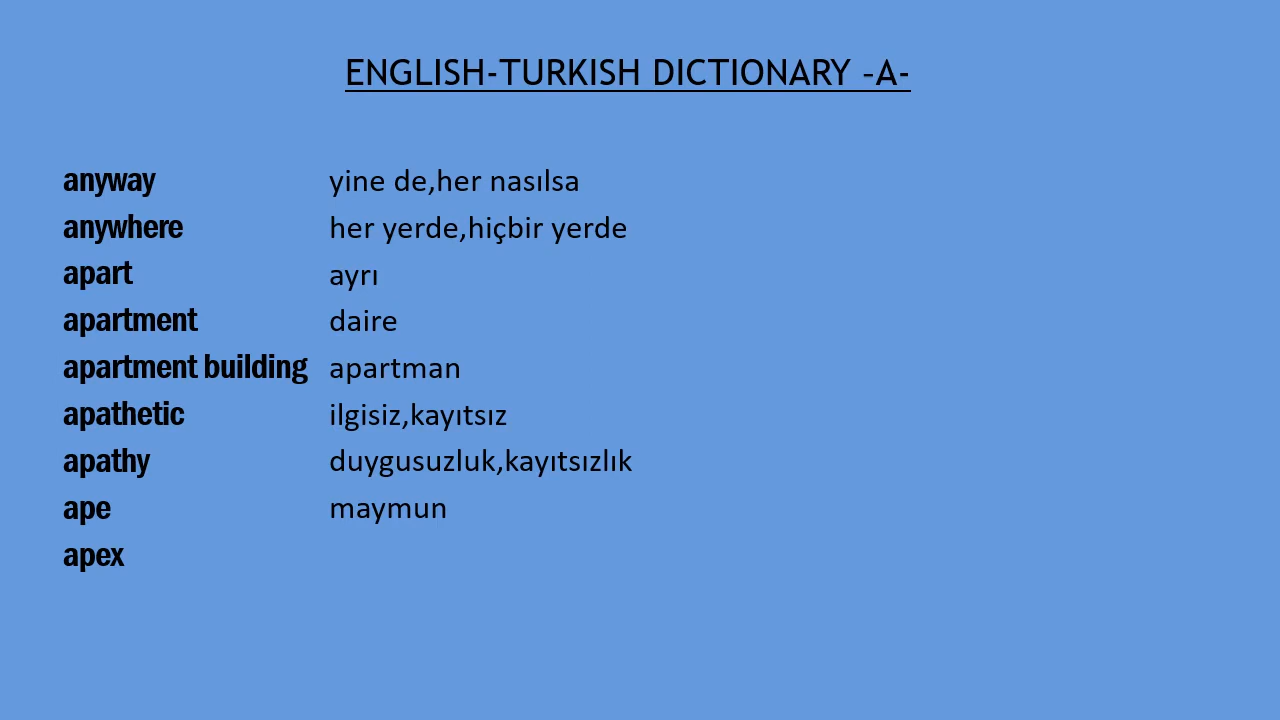 ENGLISH-TURKISH DICTIONARY –A-
anyway yine de,her nasılsa
anywhere her yerde,hiçbir yerde
apart ayrı
apartment daire
apartment building apartman
apathetic ilgisiz,kayıtsız
apathy duygusuzluk,kayıtsızlık
ape maymun
apex